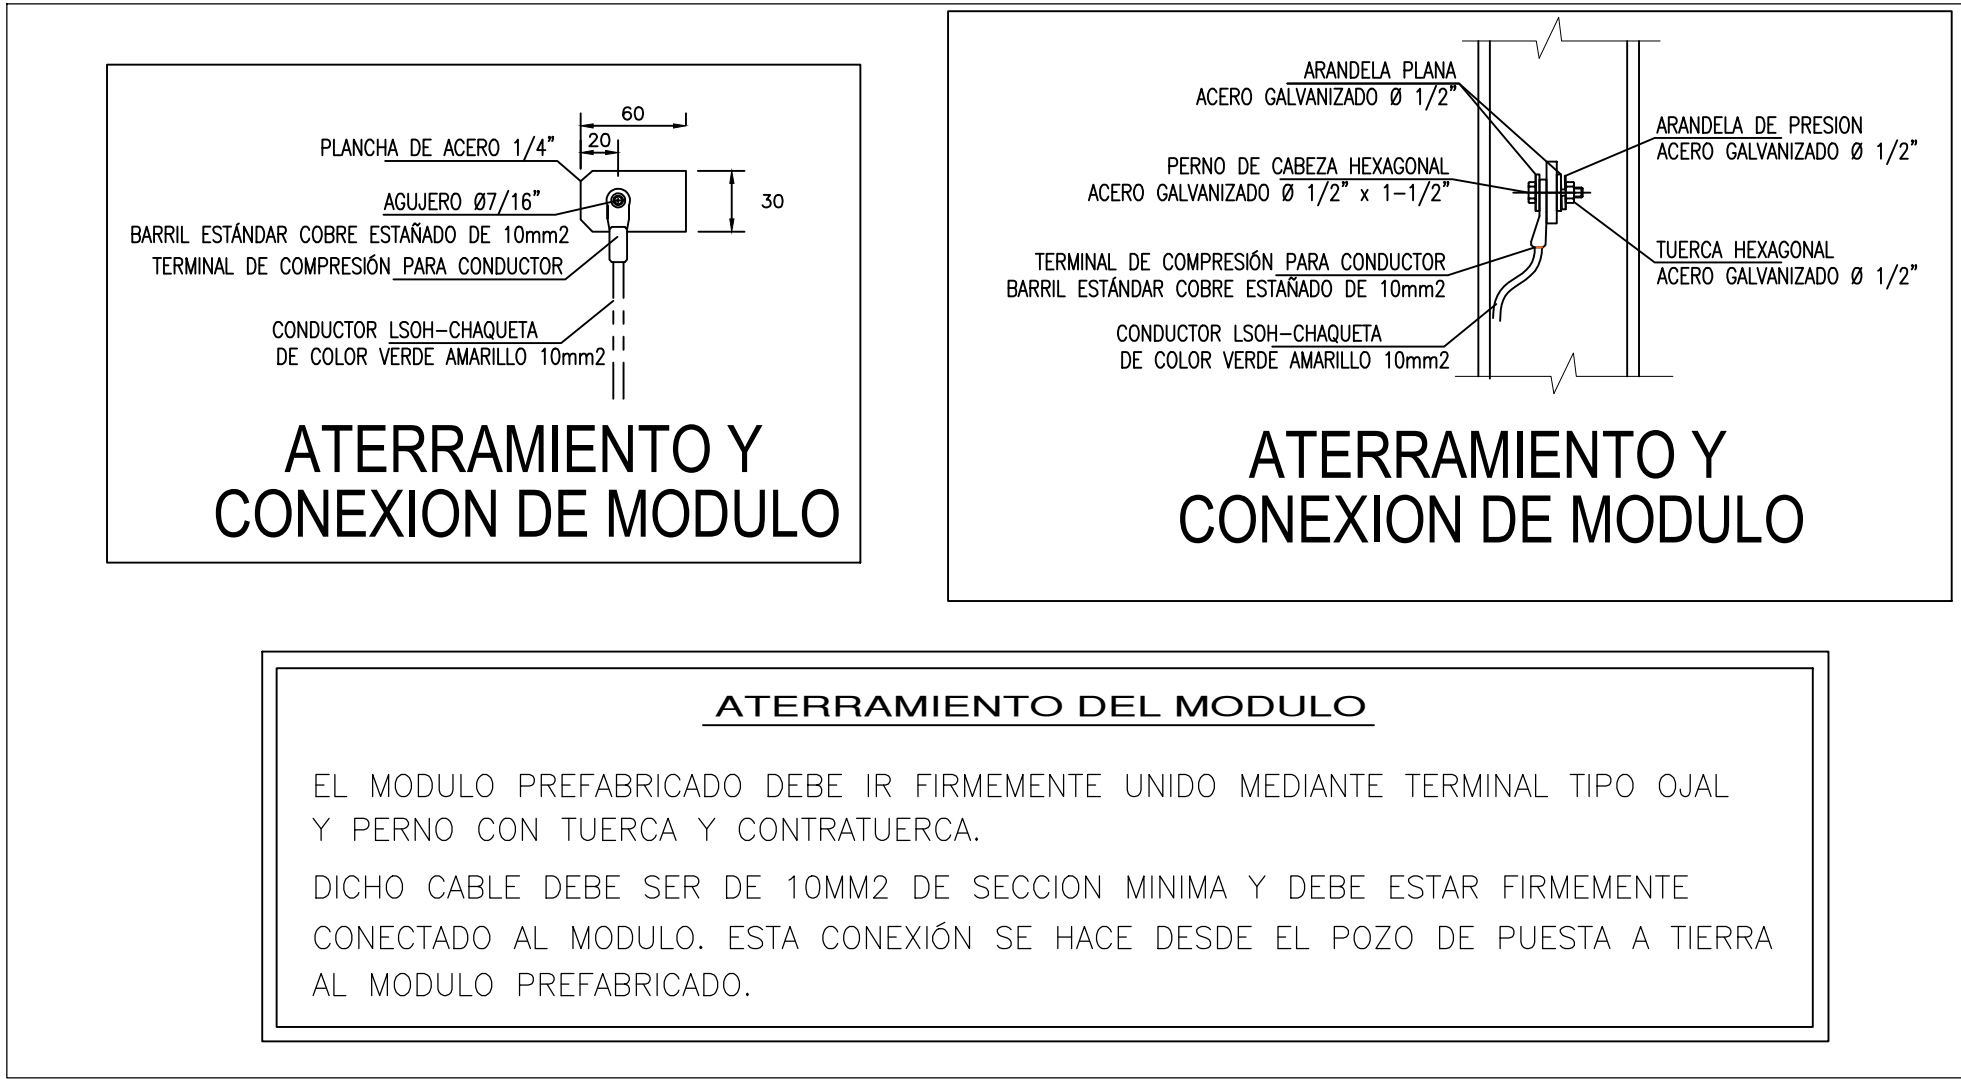 60
20
PLANCHA DE ACERO 1/4"
30
AGUJERO Ø7/16"
BARRIL ESTÁNDAR COBRE ESTAÑADO DE 10mm2
TERMINAL DE COMPRESIÓN PARA CONDUCTOR
CONDUCTOR LSOH-CHAQUETA
DE COLOR VERDE AMARILLO 10mm2
ATERRAMIENTO Y
CONEXION DE MODULO
ARANDELA PLANA
ACERO GALVANIZADO Ø 1/2"
PERNO DE CABEZA HEXAGONAL
ACERO GALVANIZADO Ø 1/2" x 1-1/2"
TERMINAL DE COMPRESIÓN PARA CONDUCTOR
BARRIL ESTÁNDAR COBRE ESTAÑADO DE 10mm2
CONDUCTOR LSOH-CHAQUETA
DE COLOR VERDE AMARILLO 10mm2
ARANDELA DE PRESION
ACERO GALVANIZADO Ø 1/2"
TUERCA HEXAGONAL
ACERO GALVANIZADO Ø 1/2"
ATERRAMIENTO Y
CONEXION DE MODULO
ATERRAMIENTO DEL MODULO
EL MODULO PREFABRICADO DEBE IR FIRMEMENTE UNIDO MEDIANTE TERMINAL TIPO OJAL
Y PERNO CON TUERCA Y CONTRATUERCA.
DICHO CABLE DEBE SER DE 10MM2 DE SECCION MINIMA Y DEBE ESTAR FIRMEMENTE
CONECTADO AL MODULO. ESTA CONEXIÓN SE HACE DESDE EL POZO DE PUESTA A TIERRA
AL MODULO PREFABRICADO.